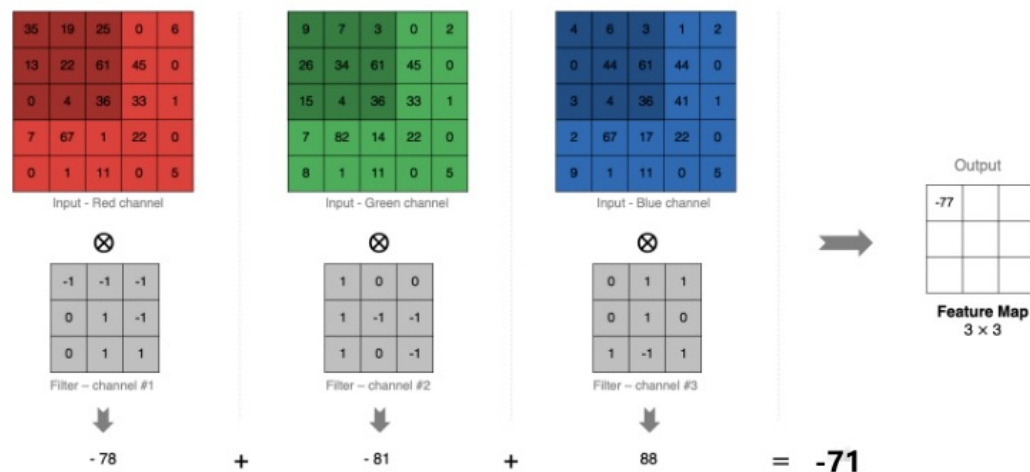 35 19 25 0 6
13 22 61 45 0
0 4 36 33 1
7 67 1 22 0
0 1 11 0 5
Input - Red channel
9 7 3 0 2
26 34 61 45 0
15 4 36 33 1
7 82 14 22 0
8 1 11 0 5
Input - Green channel
4 6 3 1 2
0 44 61 44 0
3 4 36 41 1
2 67 17 22 0
9 1 11 0 5
Input - Blue channel
⊗ ⊗ ⊗
-1 -1 -1
0 1 -1
0 1 1
Filter – channel #1
1 0 0
1 -1 -1
1 0 -1
Filter – channel #2
0 1 1
0 1 0
1 -1 1
Filter – channel #3
- 78 + - 81 + 88 = -71
Output
-77
Feature Map
3 × 3